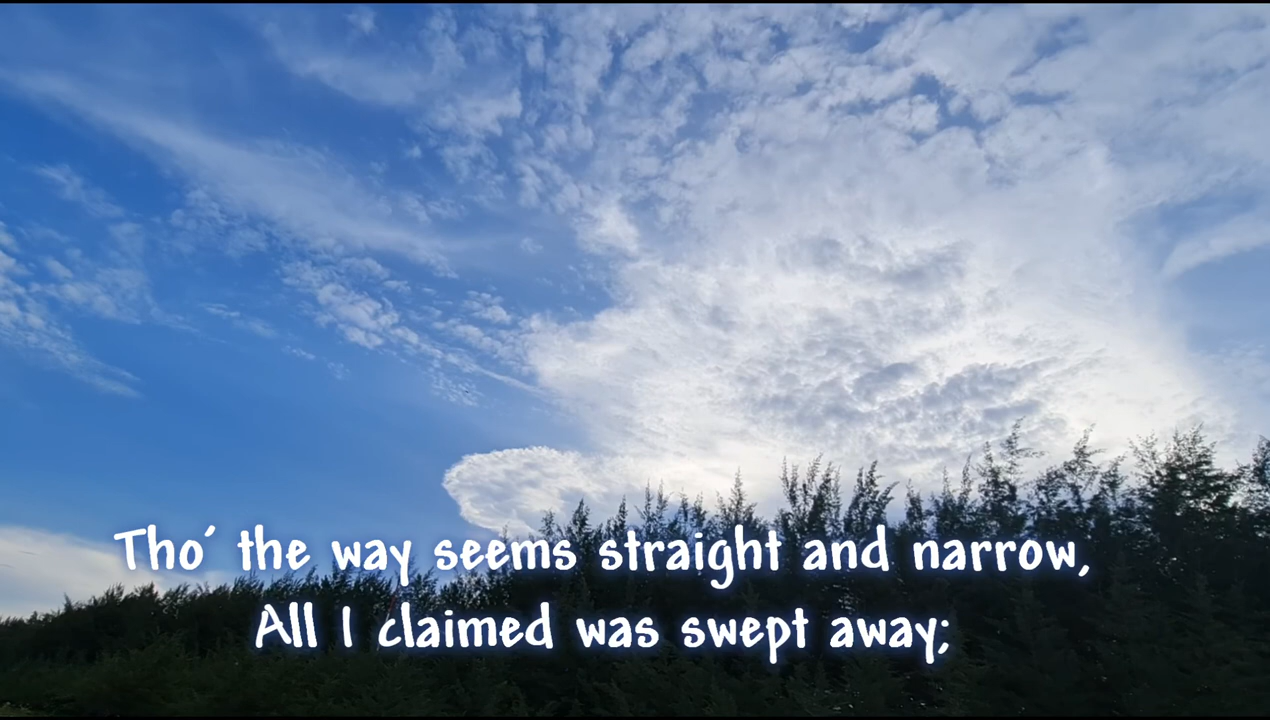 Tho´ the way seems straight and narrow,
All I claimed was swept away;